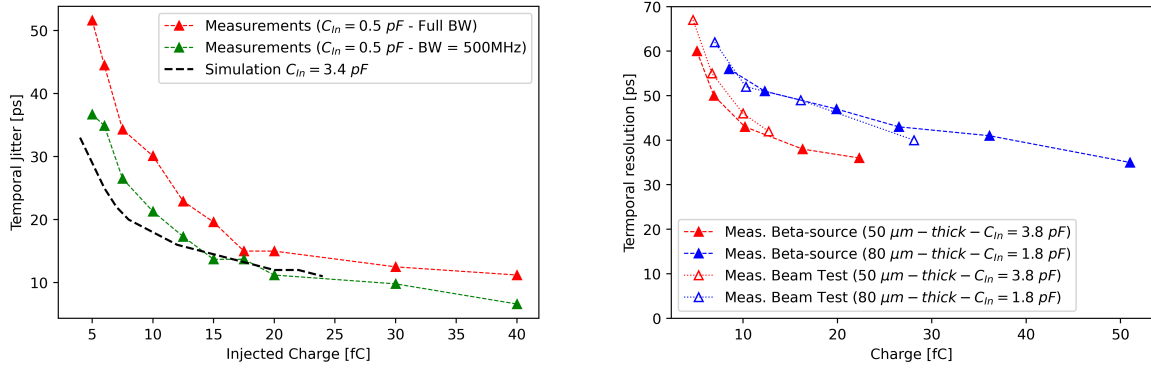 50
40
30
20
10
Temporal Jitter [ps]
Measurements (C_In = 0.5 pF - Full BW)
Measurements (C_In = 0.5 pF - BW = 500MHz)
Simulation C_In = 3.4 pF
5 10 15 20 25 30 35 40
Injected Charge [fC]
70
60
50
40
30
20
10
0
Termporal resolution [ps]
Meas. Beta-source (50 μm − thick − C_In = 3.8 pF)
Meas. Beta-source (80 μm − thick − C_In = 1.8 pF)
Meas. Beam Test (50 μm − thick − C_In = 3.8 pF)
Meas. Beam Test (80 μm − thick − C_In = 1.8 pF)
10 20 30 40 50
Charge [fC]